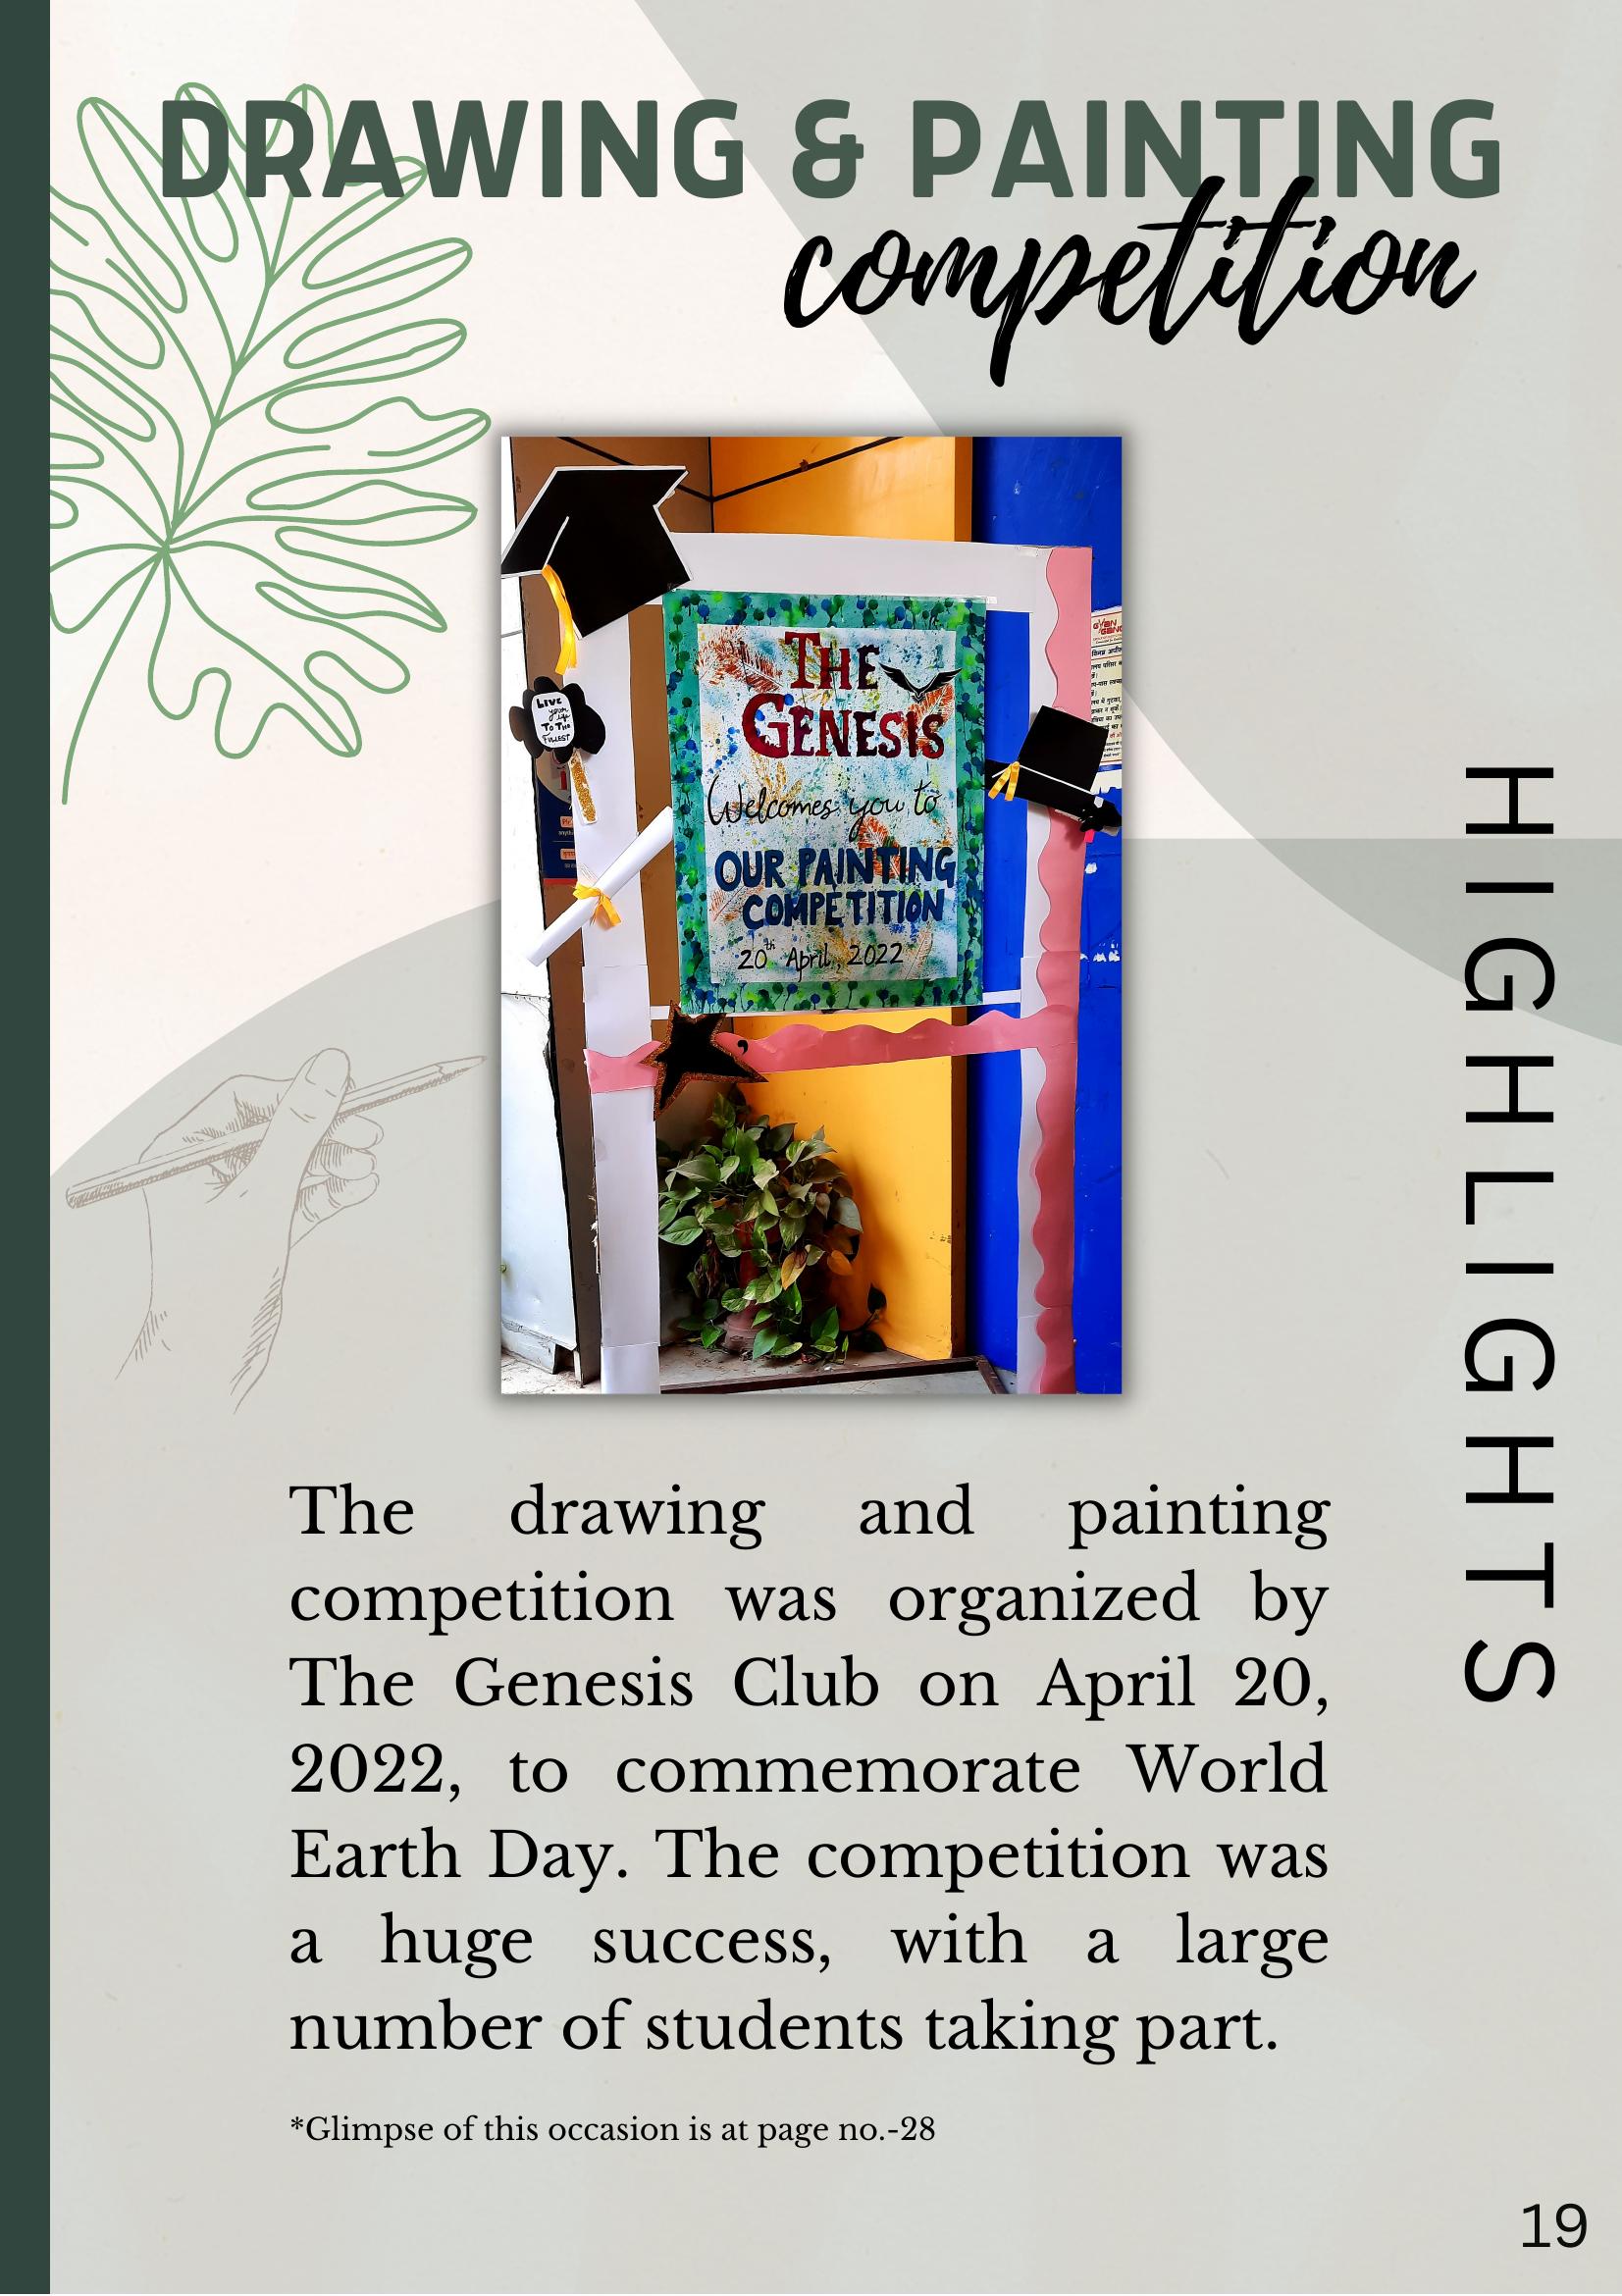 DRAWING & PAINTING
competition
THE
GENESIS
Welcomes you to
OUR PAINTING
COMPETITION
20th April, 2022
LIVE
your
life
TO THE
FULLEST
HIGHLIGHTS
The drawing and painting
competition was organized by
The Genesis Club on April 20,
2022, to commemorate World
Earth Day. The competition was
a huge success, with a large
number of students taking part.
*Glimpse of this occasion is at page no.-28
19